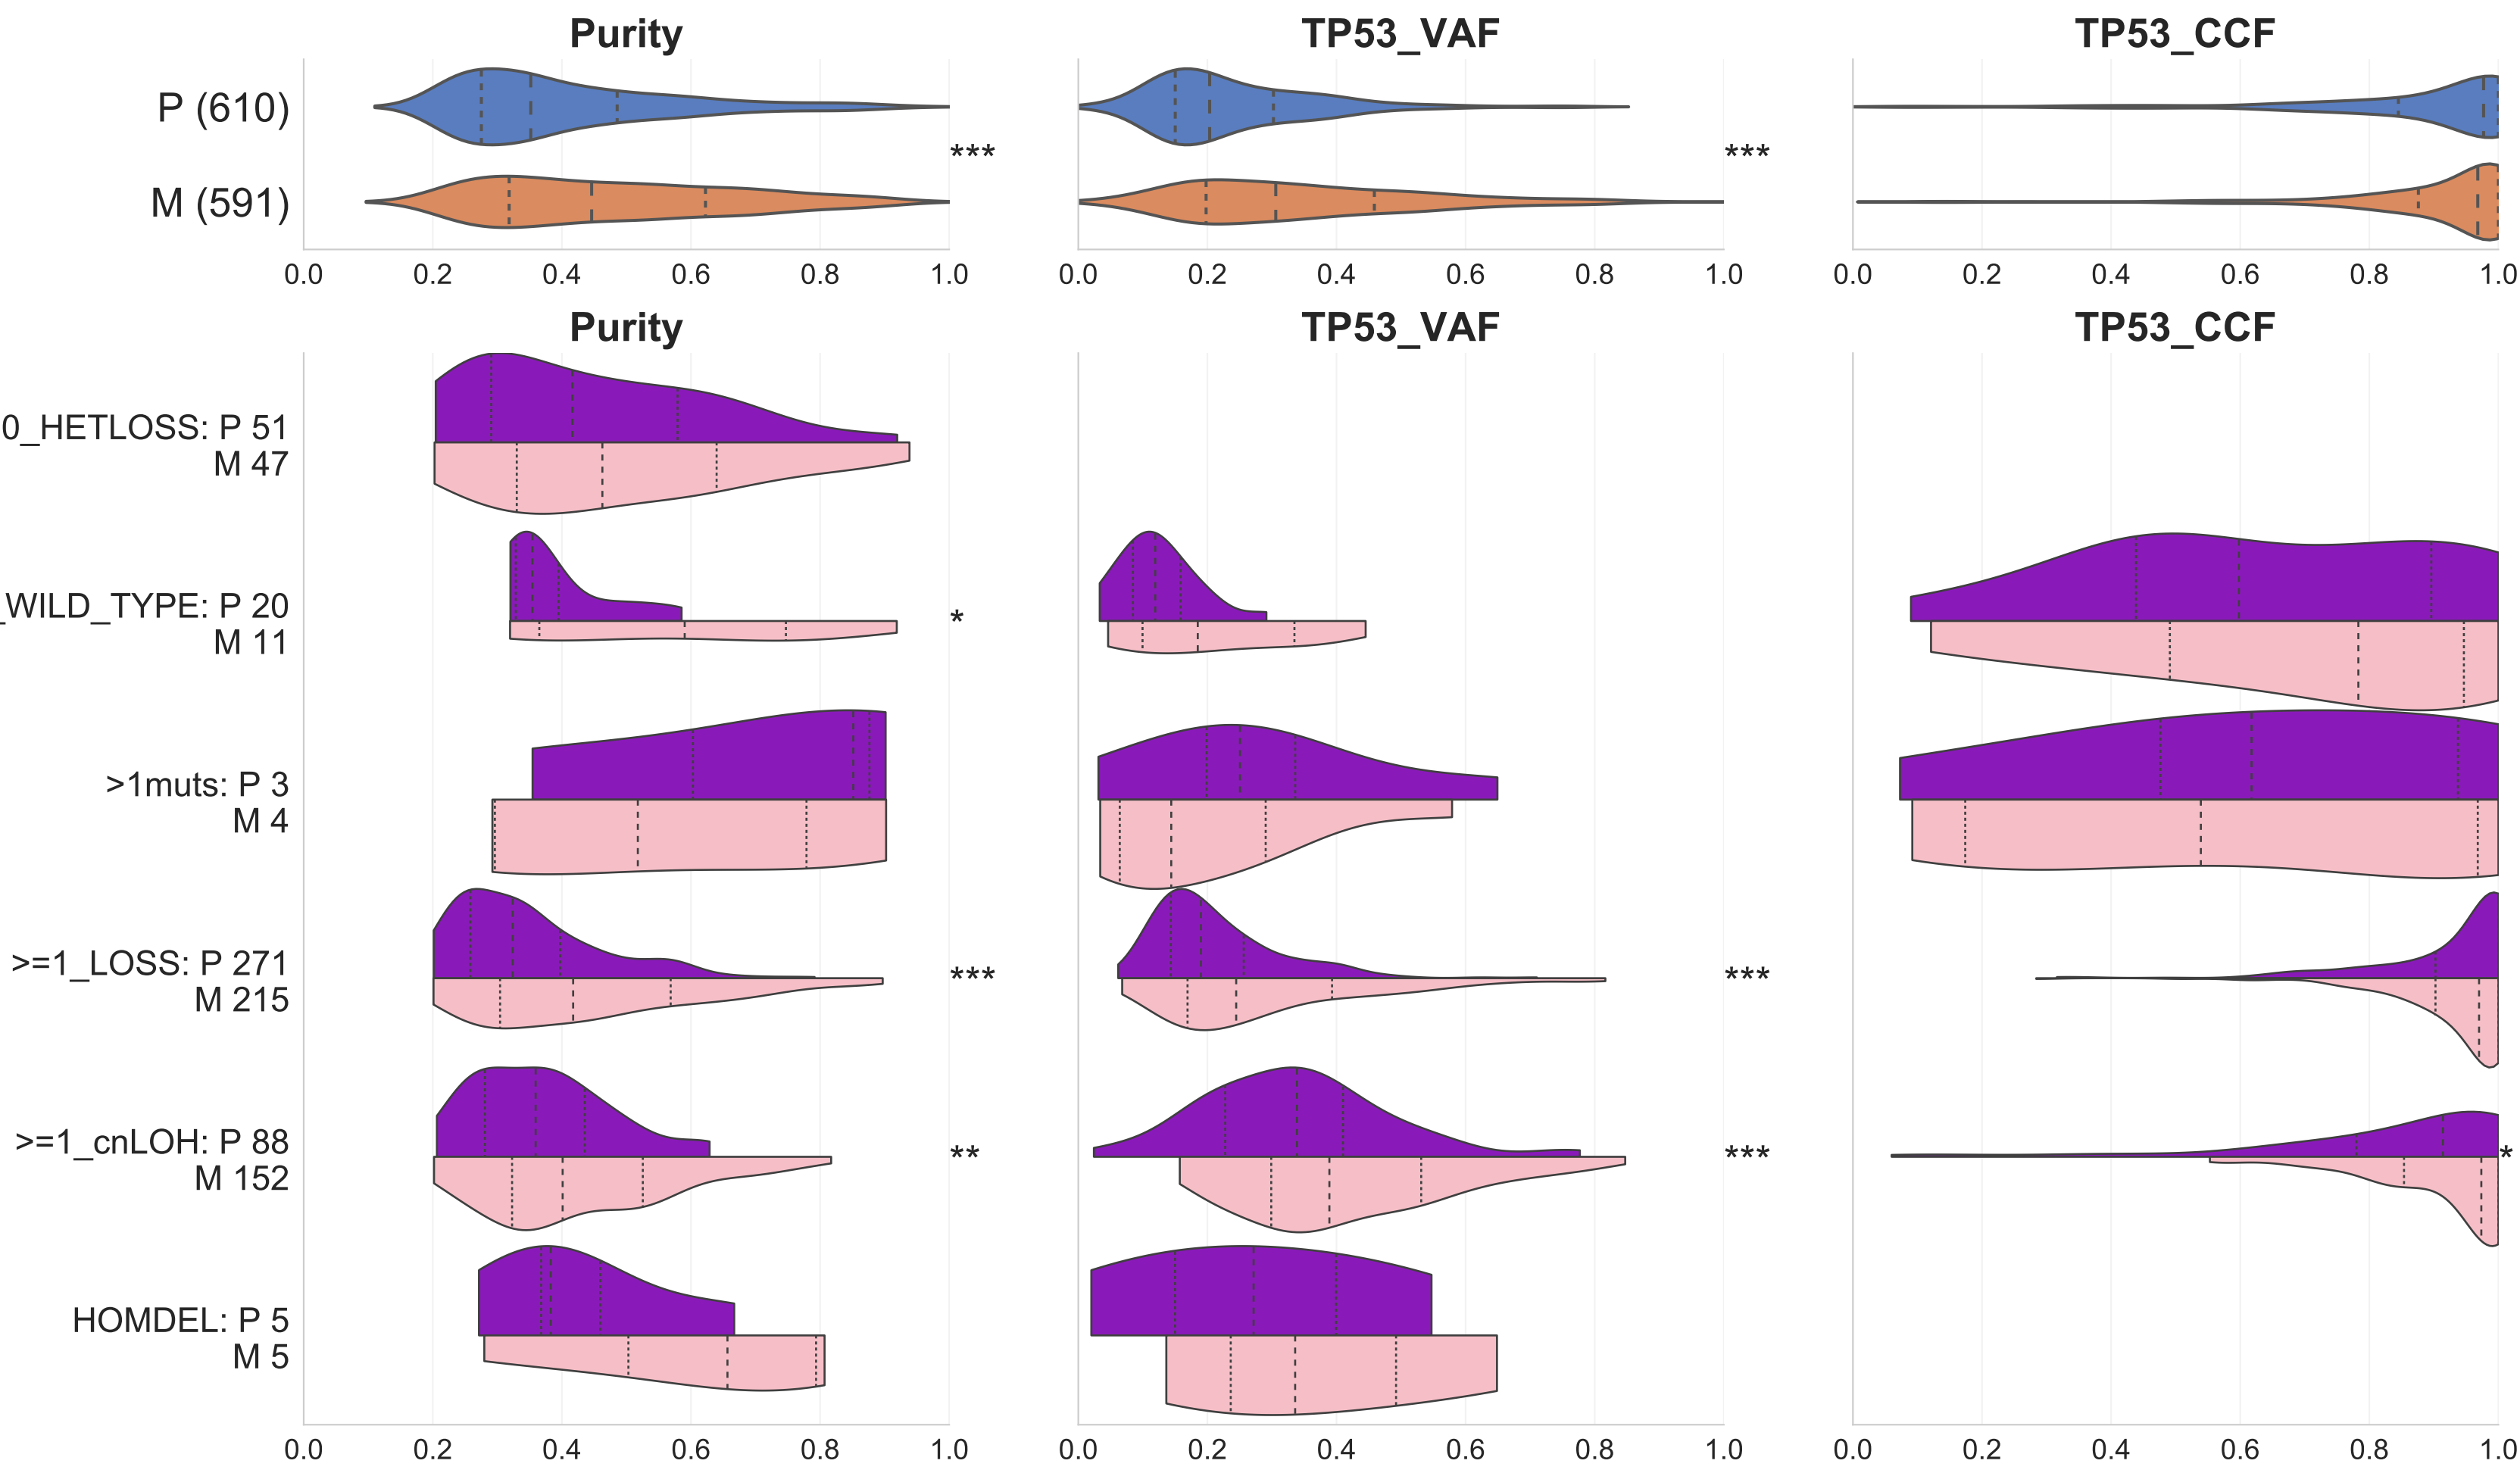 Purity TP53_VAF TP53_CCF
P (610)
***
***
M (591)
0.0 0.2 0.4 0.6 0.8 1.0 0.0 0.2 0.4 0.6 0.8 1.0 0.0 0.2 0.4 0.6 0.8 1.0
Purity TP53_VAF TP53_CCF
0_HETLOSS: P 51
M 47
_WILD_TYPE: P 20
*
M 11
>1muts: P 3
M 4
>=1_LOSS: P 271
*** ***
M 215
>=1_cnLOH: P 88
** *** *
M 152
HOMDEL: P 5
M 5
0.0 0.2 0.4 0.6 0.8 1.0 0.0 0.2 0.4 0.6 0.8 1.0 0.0 0.2 0.4 0.6 0.8 1.0